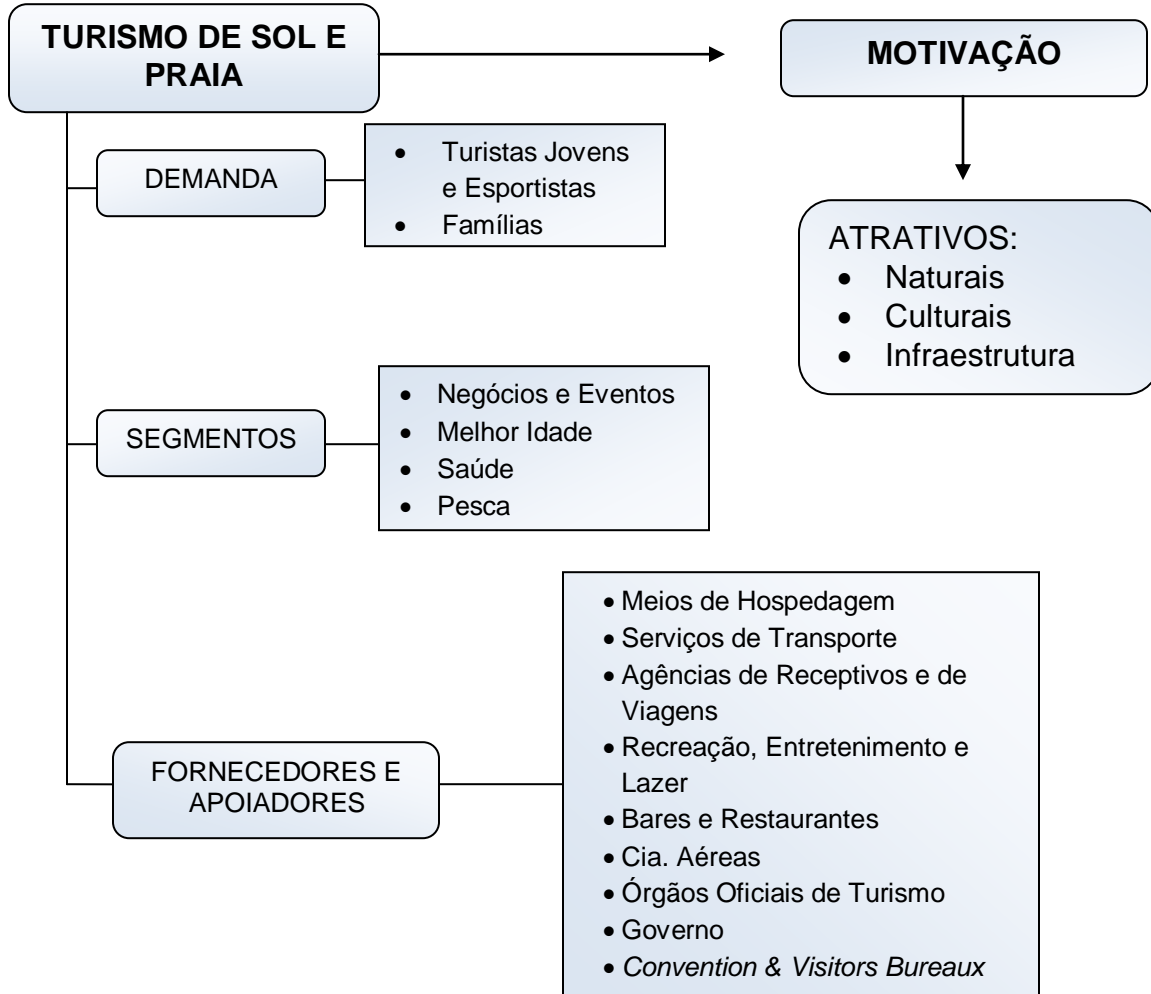 TURISMO DE SOL E
PRAIA
MOTIVAÇÃO
DEMANDA
• Turistas Jovens
e Esportistas
• Famílias
ATRATIVOS:
• Naturais
• Culturais
• Infraestrutura
SEGMENTOS
• Negócios e Eventos
• Melhor Idade
• Saúde
• Pesca
FORNECEDORES E
APOIADORES
• Meios de Hospedagem
• Serviços de Transporte
• Agências de Receptivos e de
Viagens
• Recreação, Entretenimento e
Lazer
• Bares e Restaurantes
• Cia. Aéreas
• Órgãos Oficiais de Turismo
• Governo
• Convention & Visitors Bureaux